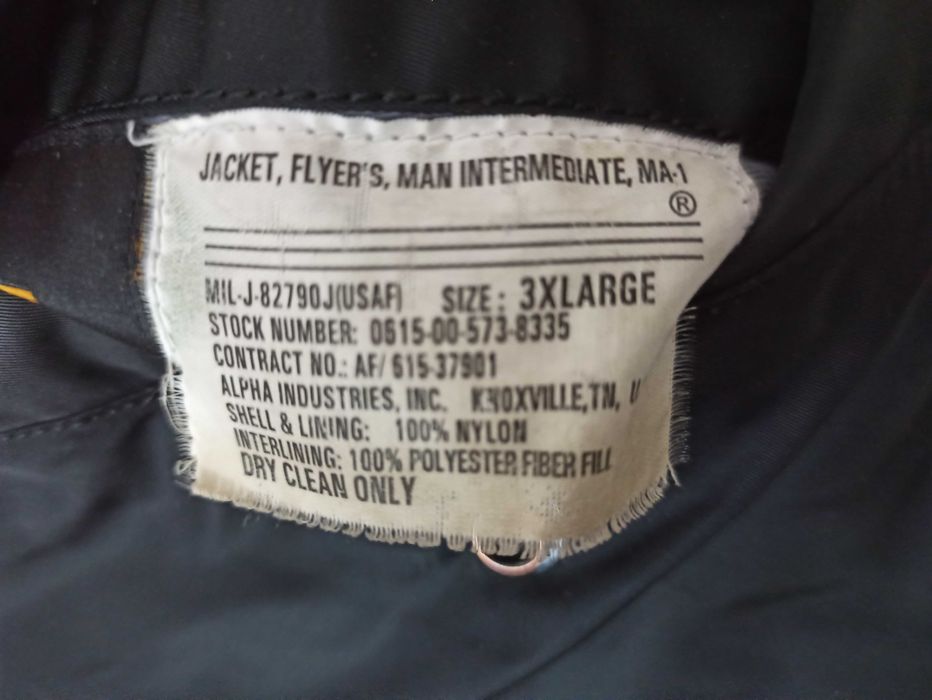 JACKET, FLYER'S, MAN INTERMEDIATE, MA-1
®
MIL-J-82790J(USAF) SIZE: 3XLARGE
STOCK NUMBER: 0615-00-573-8335
CONTRACT NO.: AF/ 615-37901
ALPHA INDUSTRIES, INC. KNOXVILLE,TN, U
SHELL & LINING: 100% NYLON
INTERLINING: 100% POLYESTER FIBER FILL
DRY CLEAN ONLY